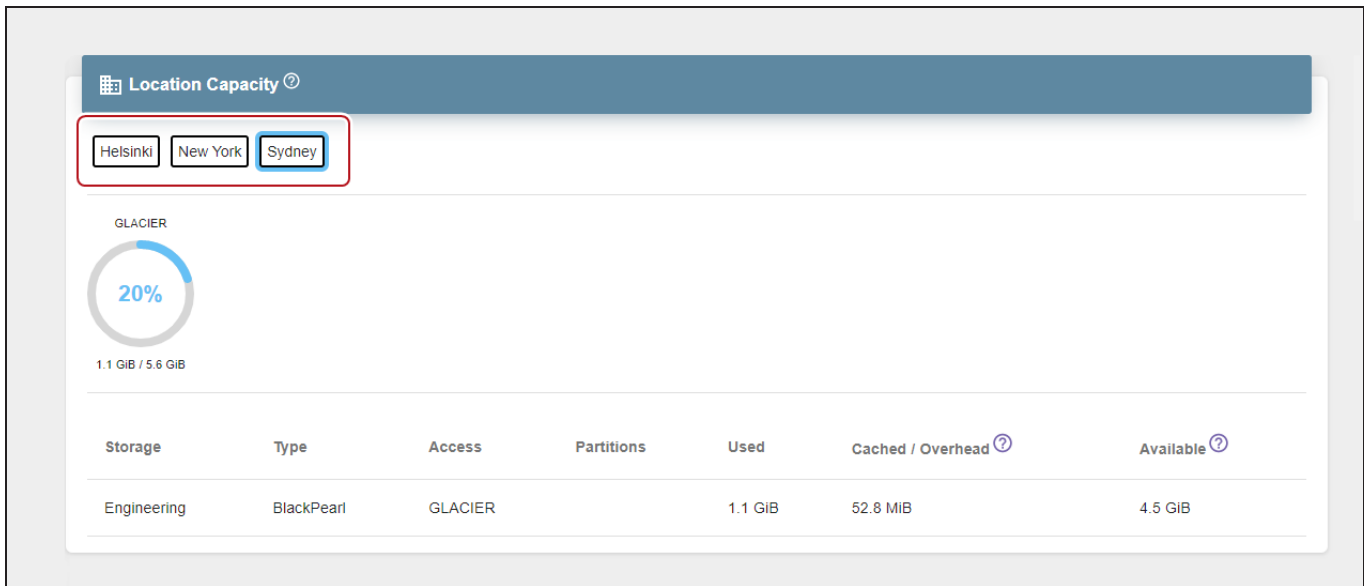 Location Capacity ?
Helsinki New York Sydney
GLACIER
20%
1.1 GiB / 5.6 GiB
Storage Type Access Partitions Used Cached / Overhead ? Available ?
Engineering BlackPearl GLACIER 1.1 GiB 52.8 MiB 4.5 GiB